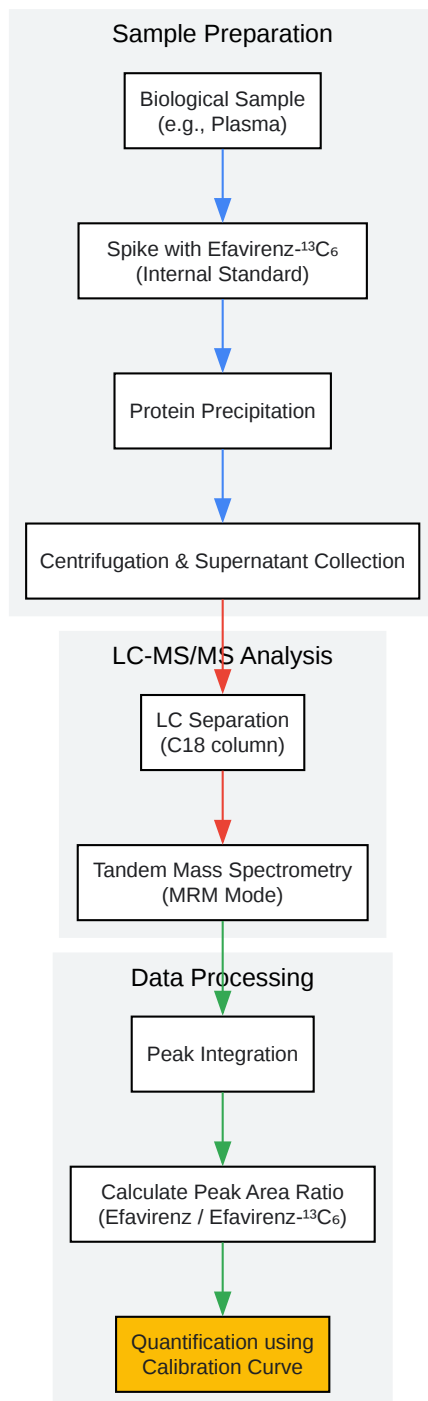 Sample Preparation
Biological Sample
(e.g., Plasma)
Spike with Efavirenz-¹³C₆
(Internal Standard)
Protein Precipitation
Centrifugation & Supernatant Collection
LC-MS/MS Analysis
LC Separation
(C18 column)
Tandem Mass Spectrometry
(MRM Mode)
Data Processing
Peak Integration
Calculate Peak Area Ratio
(Efavirenz / Efavirenz-¹³C₆)
Quantification using
Calibration Curve